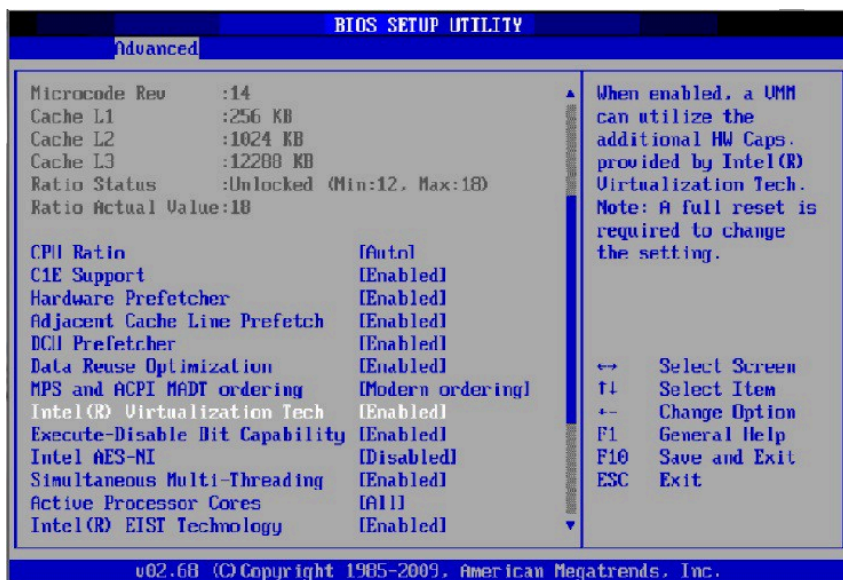 BIOS SETUP UTILITY
Advanced
Microcode Rev :14
Cache L1 :256 KB
Cache L2 :1024 KB
Cache L3 :12288 KB
Ratio Status :Unlocked (Min:12, Max:18)
Ratio Actual Value:18
CPU Ratio [Auto]
C1E Support [Enabled]
Hardware Prefetcher [Enabled]
Adjacent Cache Line Prefetch [Enabled]
DCU Prefetcher [Enabled]
Data Reuse Optimization [Enabled]
MPS and ACPI MADT ordering [Modern ordering]
Intel(R) Virtualization Tech [Enabled]
Execute-Disable Bit Capability [Enabled]
Intel AES-NI [Disabled]
Simultaneous Multi-Threading [Enabled]
Active Processor Cores [All]
Intel(R) EIST Technology [Enabled]
When enabled, a VMM
can utilize the
additional HW Caps.
provided by Intel(R)
Virtualization Tech.
Note: A full reset is
required to change
the setting.
↔ Select Screen
↑↓ Select Item
+- Change Option
F1 General Help
F10 Save and Exit
ESC Exit
v02.68 (C)Copyright 1985-2009, American Megatrends, Inc.